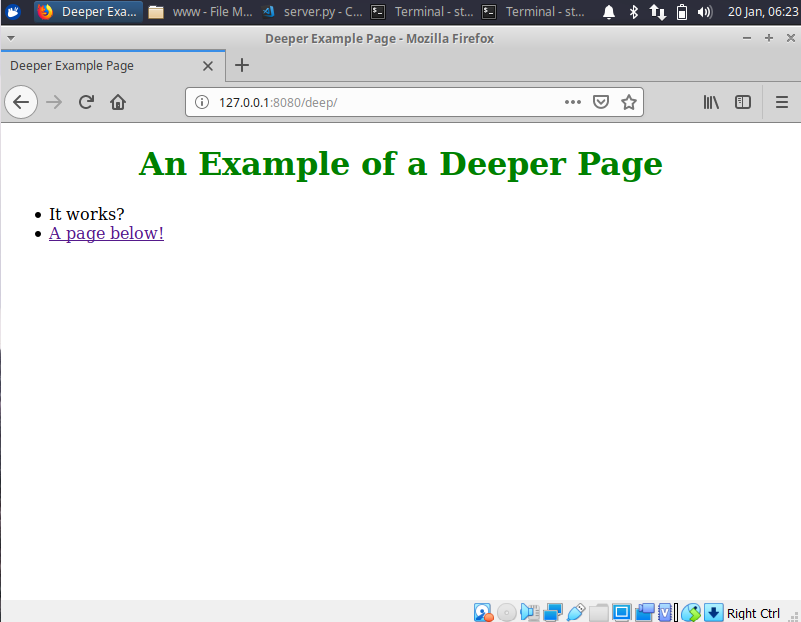 Deeper Exa...
www - File M...
server.py - C...
Terminal - st...
Terminal - st...
20 Jan, 06:23
Deeper Example Page - Mozilla Firefox
Deeper Example Page
127.0.0.1:8080/deep/
An Example of a Deeper Page
It works?
A page below!
Right Ctrl